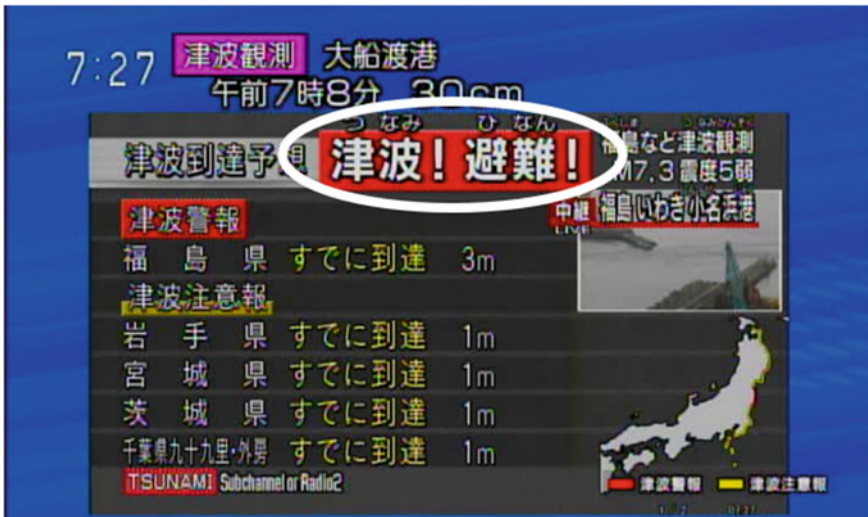 7:27 津波観測 大船渡港
午前7時8分 30cm
つなみ ひなん
津波到達予想 津波!避難!
福島など津波観測
M7.3 震度5弱
津波警報
中継 福島 いわき 小名浜港
LIVE
福島県 すでに到達 3m
津波注意報
岩手県 すでに到達 1m
宮城県 すでに到達 1m
茨城県 すでに到達 1m
千葉県九十九里・外房 すでに到達 1m
TSUNAMI Subchannel or Radio2
津波警報 津波注意報